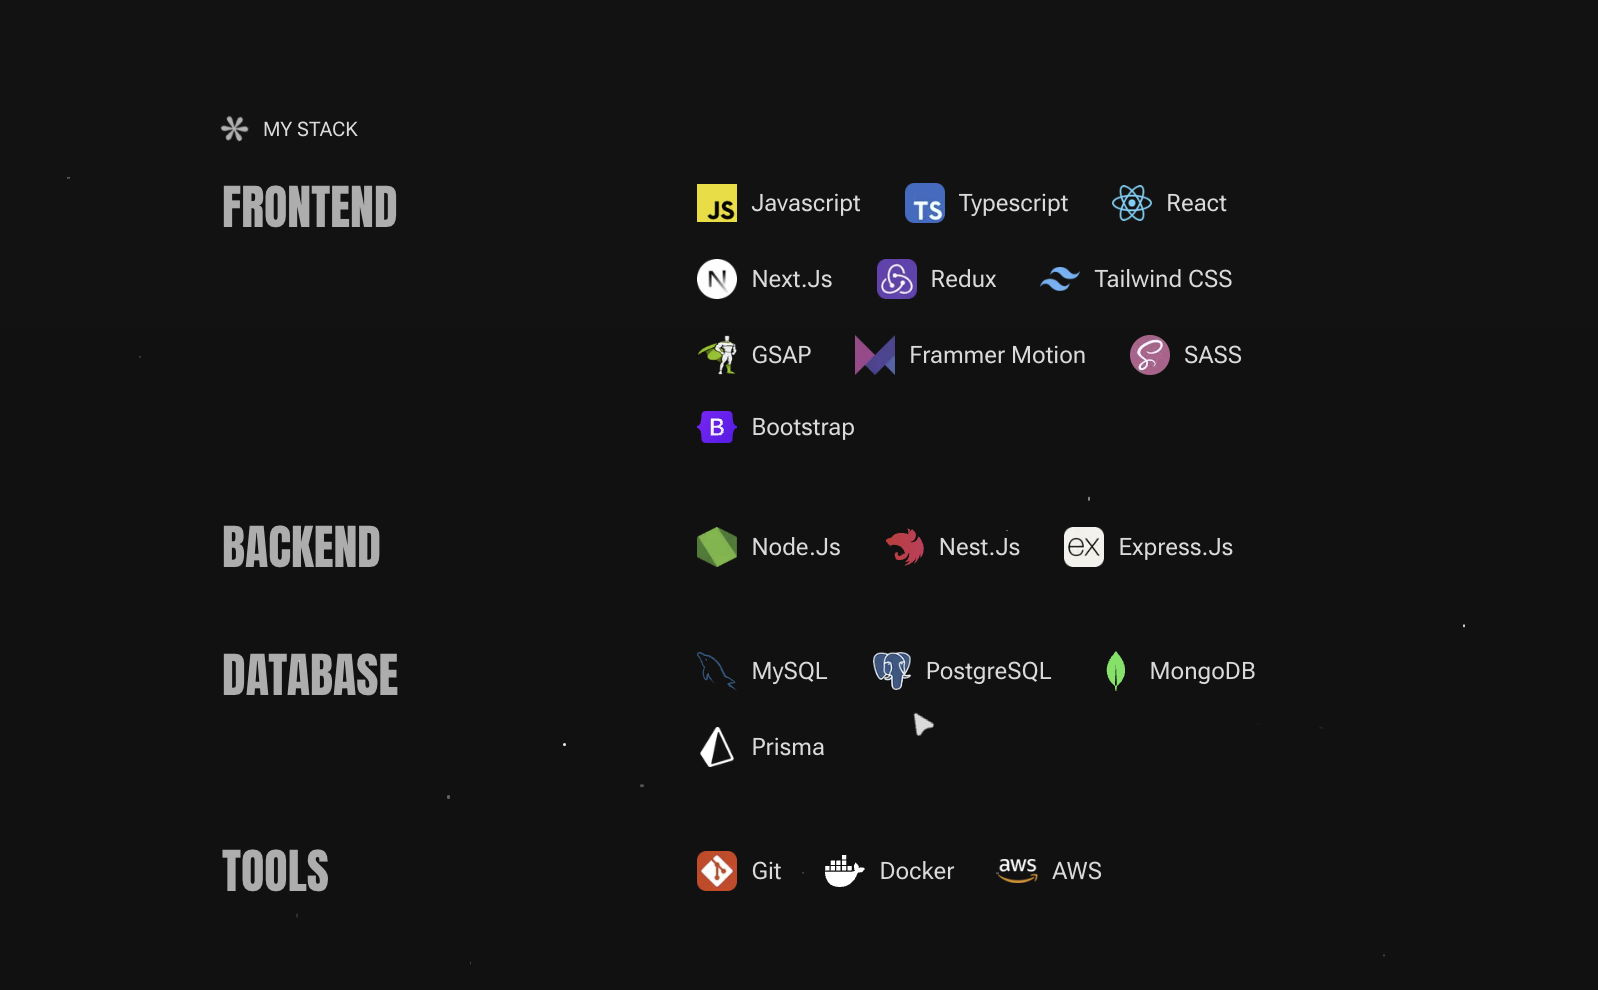 MY STACK
FRONTEND
JS Javascript TS Typescript React
N Next.Js Redux Tailwind CSS
GSAP Frammer Motion SASS
B Bootstrap
BACKEND
Node.Js Nest.Js ex Express.Js
DATABASE
MySQL PostgreSQL MongoDB
Prisma
TOOLS
Git Docker aws AWS